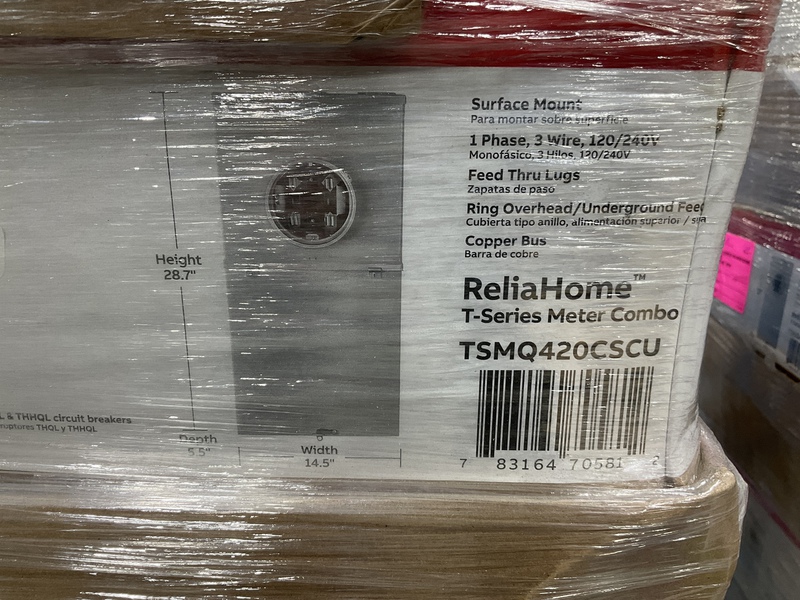 Surface Mount
Para montar sobre superficie
1 Phase, 3 Wire, 120/240V
Monofásico, 3 Hilos, 120/240V
Feed Thru Lugs
Zapatas de paso
Ring Overhead/Underground Feed
Cubierta tipo anillo, alimentación superior /
Copper Bus
Barra de cobre
ReliaHome™
T-Series Meter Combo
TSMQ420CSCU
7 83164 70581 2
Height
28.7"
L & THHQL circuit breakers
ruptores THQL y THHQL
Depth
5.5"
Width
14.5"